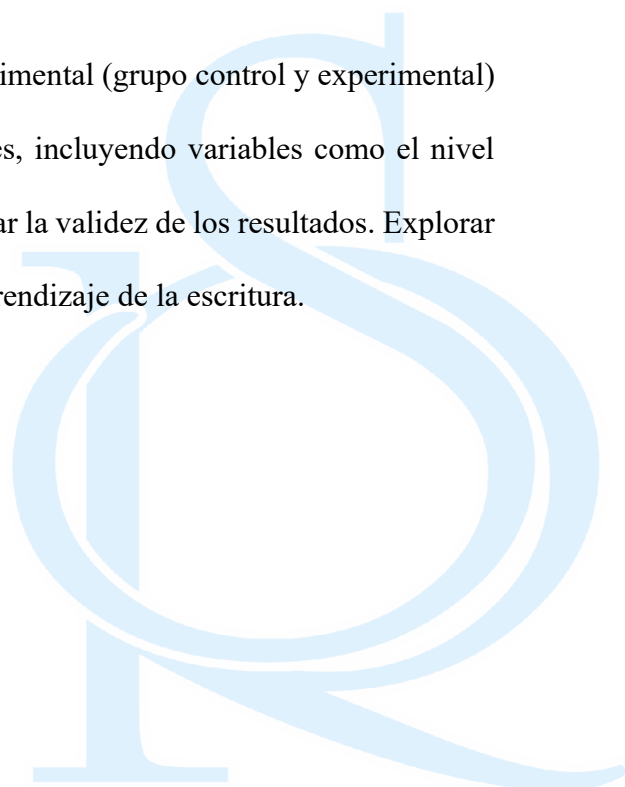 imental (grupo control y experimental)
es, incluyendo variables como el nivel
ar la validez de los resultados. Explorar
rendizaje de la escritura.